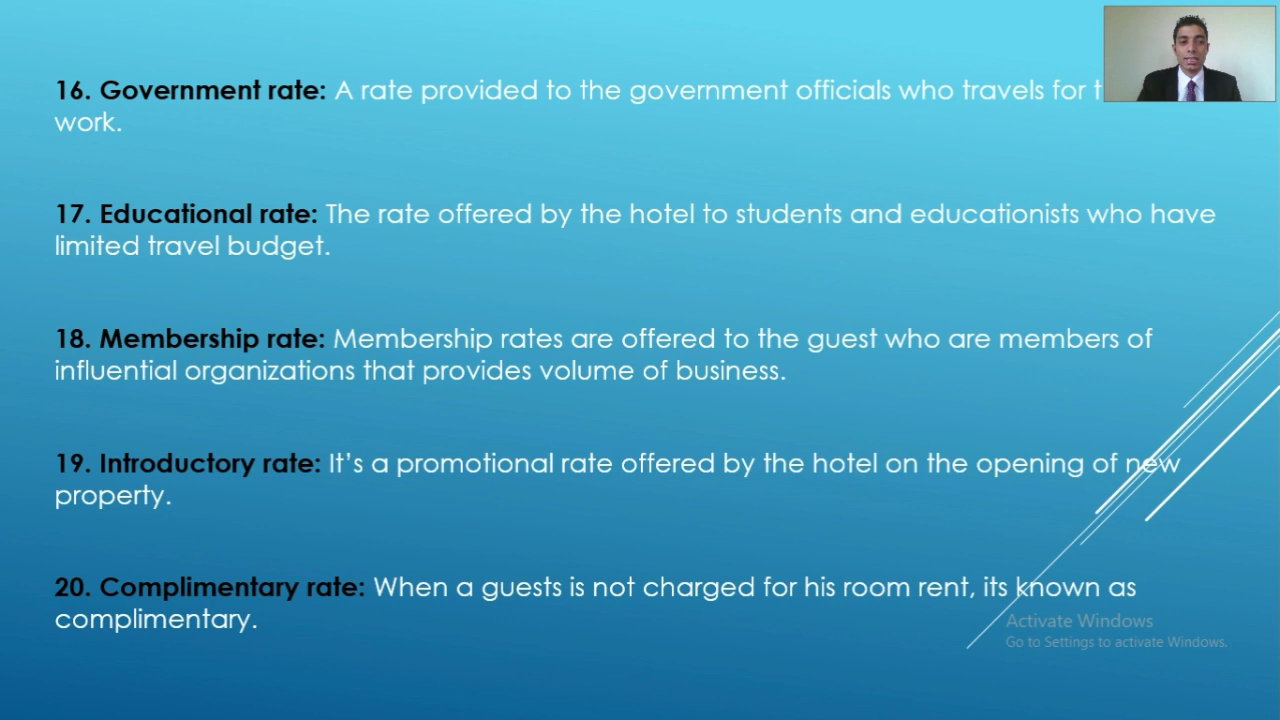 16. Government rate: A rate provided to the government officials who travels for
work.
17. Educational rate: The rate offered by the hotel to students and educationists who have
limited travel budget.
18. Membership rate: Membership rates are offered to the guest who are members of
influential organizations that provides volume of business.
19. Introductory rate: It’s a promotional rate offered by the hotel on the opening of new
property.
20. Complimentary rate: When a guests is not charged for his room rent, its known as
complimentary.
Activate Windows
Go to Settings to activate Windows.